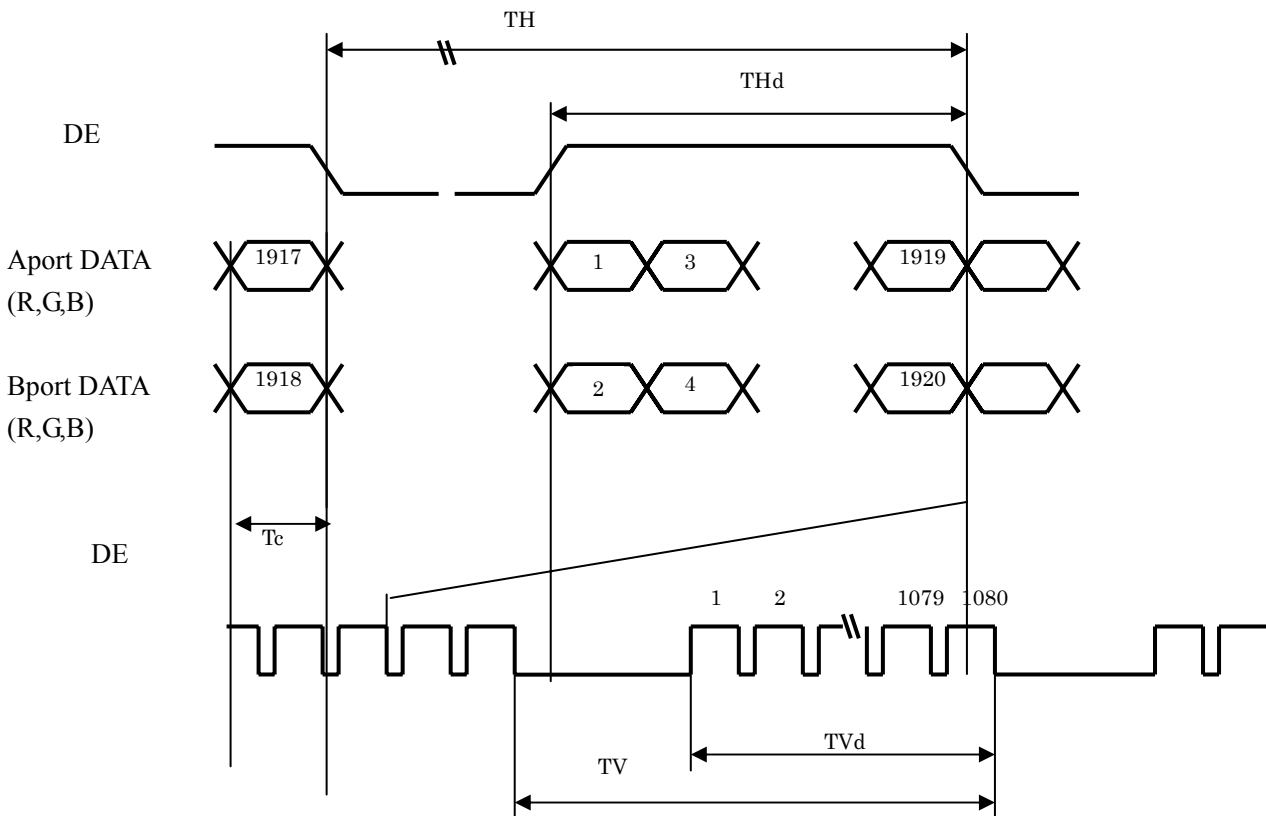 TH
THd
DE
Aport DATA
(R,G,B)
1917
1
3
1919
Bport DATA
(R,G,B)
1918
2
4
1920
Tc
DE
1
2
1079
1080
TVd
TV